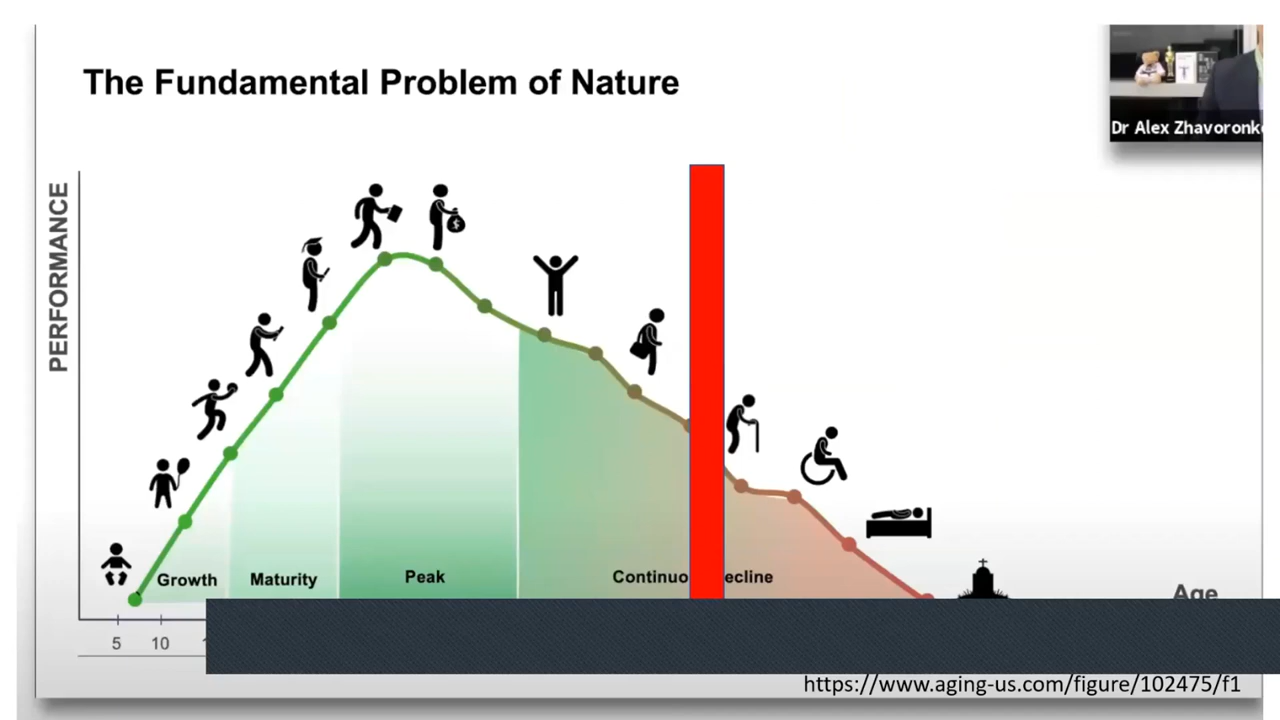 The Fundamental Problem of Nature
Dr Alex Zhavoronk
PERFORMANCE
Growth
Maturity
Peak
Continuo ecline
Age
5 10
https://www.aging-us.com/figure/102475/f1